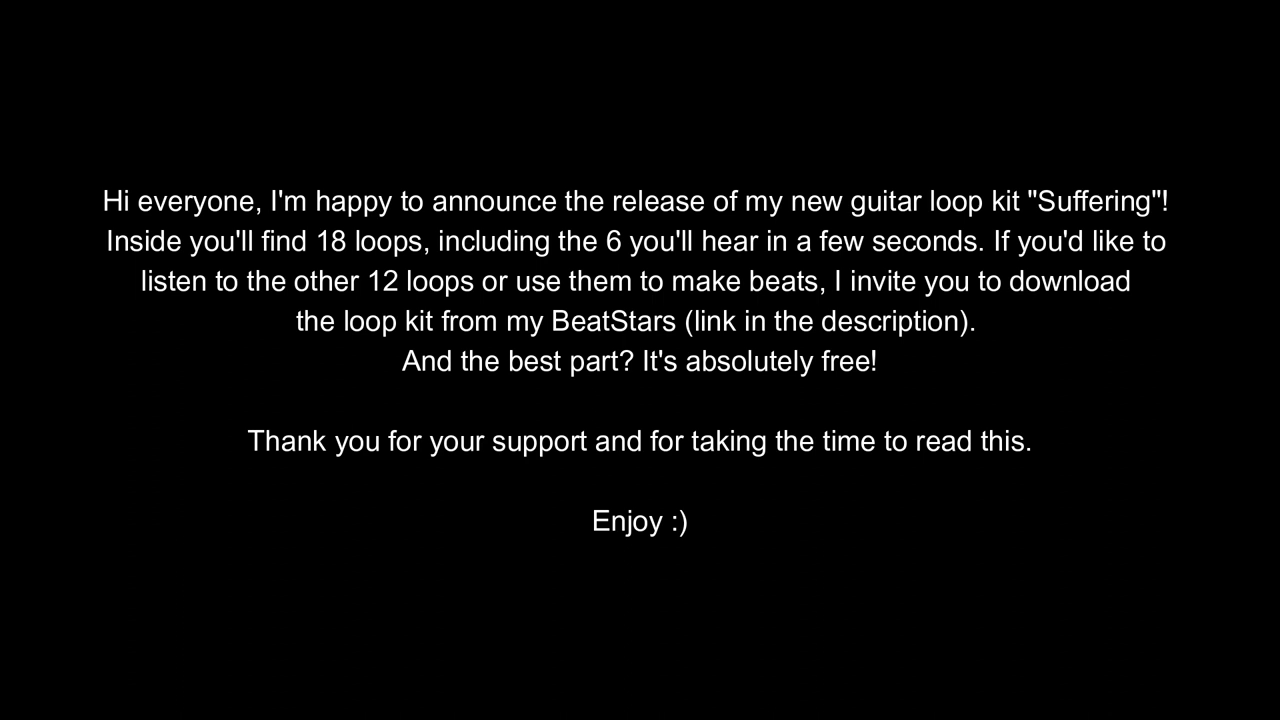 Hi everyone, I'm happy to announce the release of my new guitar loop kit "Suffering"!
Inside you'll find 18 loops, including the 6 you'll hear in a few seconds. If you'd like to
listen to the other 12 loops or use them to make beats, I invite you to download
the loop kit from my BeatStars (link in the description).
And the best part? It's absolutely free!
Thank you for your support and for taking the time to read this.
Enjoy :)